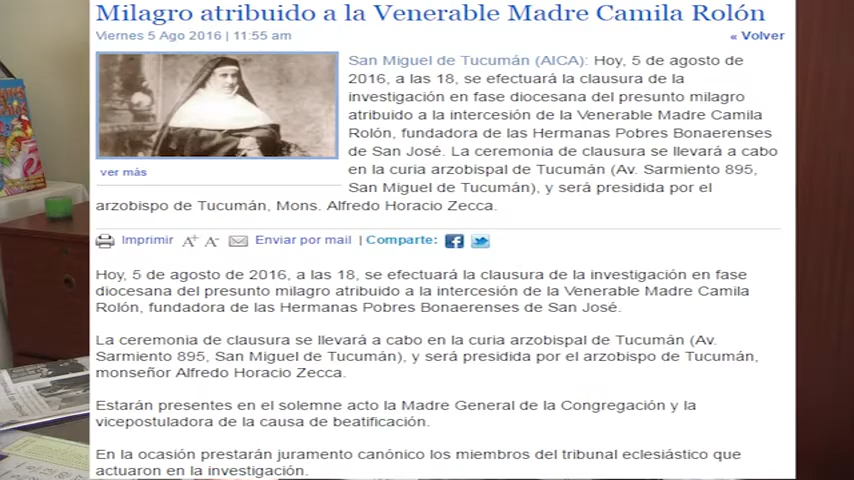 Milagro atribuido a la Venerable Madre Camila Rolón
Viernes 5 Ago 2016 | 11:55 am
« Volver
San Miguel de Tucumán (AICA): Hoy, 5 de agosto de
2016, a las 18, se efectuará la clausura de la
investigación en fase diocesana del presunto milagro
atribuido a la intercesión de la Venerable Madre Camila
Rolón, fundadora de las Hermanas Pobres Bonaerenses
de San José. La ceremonia de clausura se llevará a cabo
en la curia arzobispal de Tucumán (Av. Sarmiento 895,
San Miguel de Tucumán), y será presidida por el
arzobispo de Tucumán, Mons. Alfredo Horacio Zecca.
ver más
Imprimir A+ A- Enviar por mail | Comparte:
Hoy, 5 de agosto de 2016, a las 18, se efectuará la clausura de la investigación en fase
diocesana del presunto milagro atribuido a la intercesión de la Venerable Madre Camila
Rolón, fundadora de las Hermanas Pobres Bonaerenses de San José.
La ceremonia de clausura se llevará a cabo en la curia arzobispal de Tucumán (Av.
Sarmiento 895, San Miguel de Tucumán), y será presidida por el arzobispo de Tucumán,
monseñor Alfredo Horacio Zecca.
Estarán presentes en el solemne acto la Madre General de la Congregación y la
vicepostuladora de la causa de beatificación.
En la ocasión prestarán juramento canónico los miembros del tribunal eclesiástico que
actuaron en la investigación.